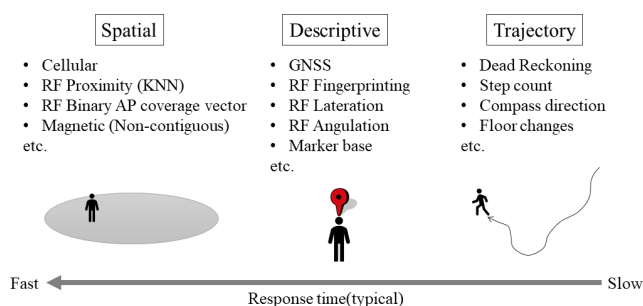 Spatial
• Cellular
• RF Proximity (KNN)
• RF Binary AP coverage vector
• Magnetic (Non-contiguous)
etc.
Descriptive
• GNSS
• RF Fingerprinting
• RF Lateration
• RF Angulation
• Marker base
etc.
Trajectory
• Dead Reckoning
• Step count
• Compass direction
• Floor changes
etc.
Fast
Slow
Response time(typical)